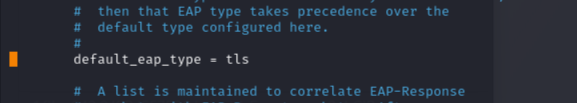 # then that EAP type takes precedence over the
# default type configured here.
#
default_eap_type = tls
# A list is maintained to correlate EAP-Response